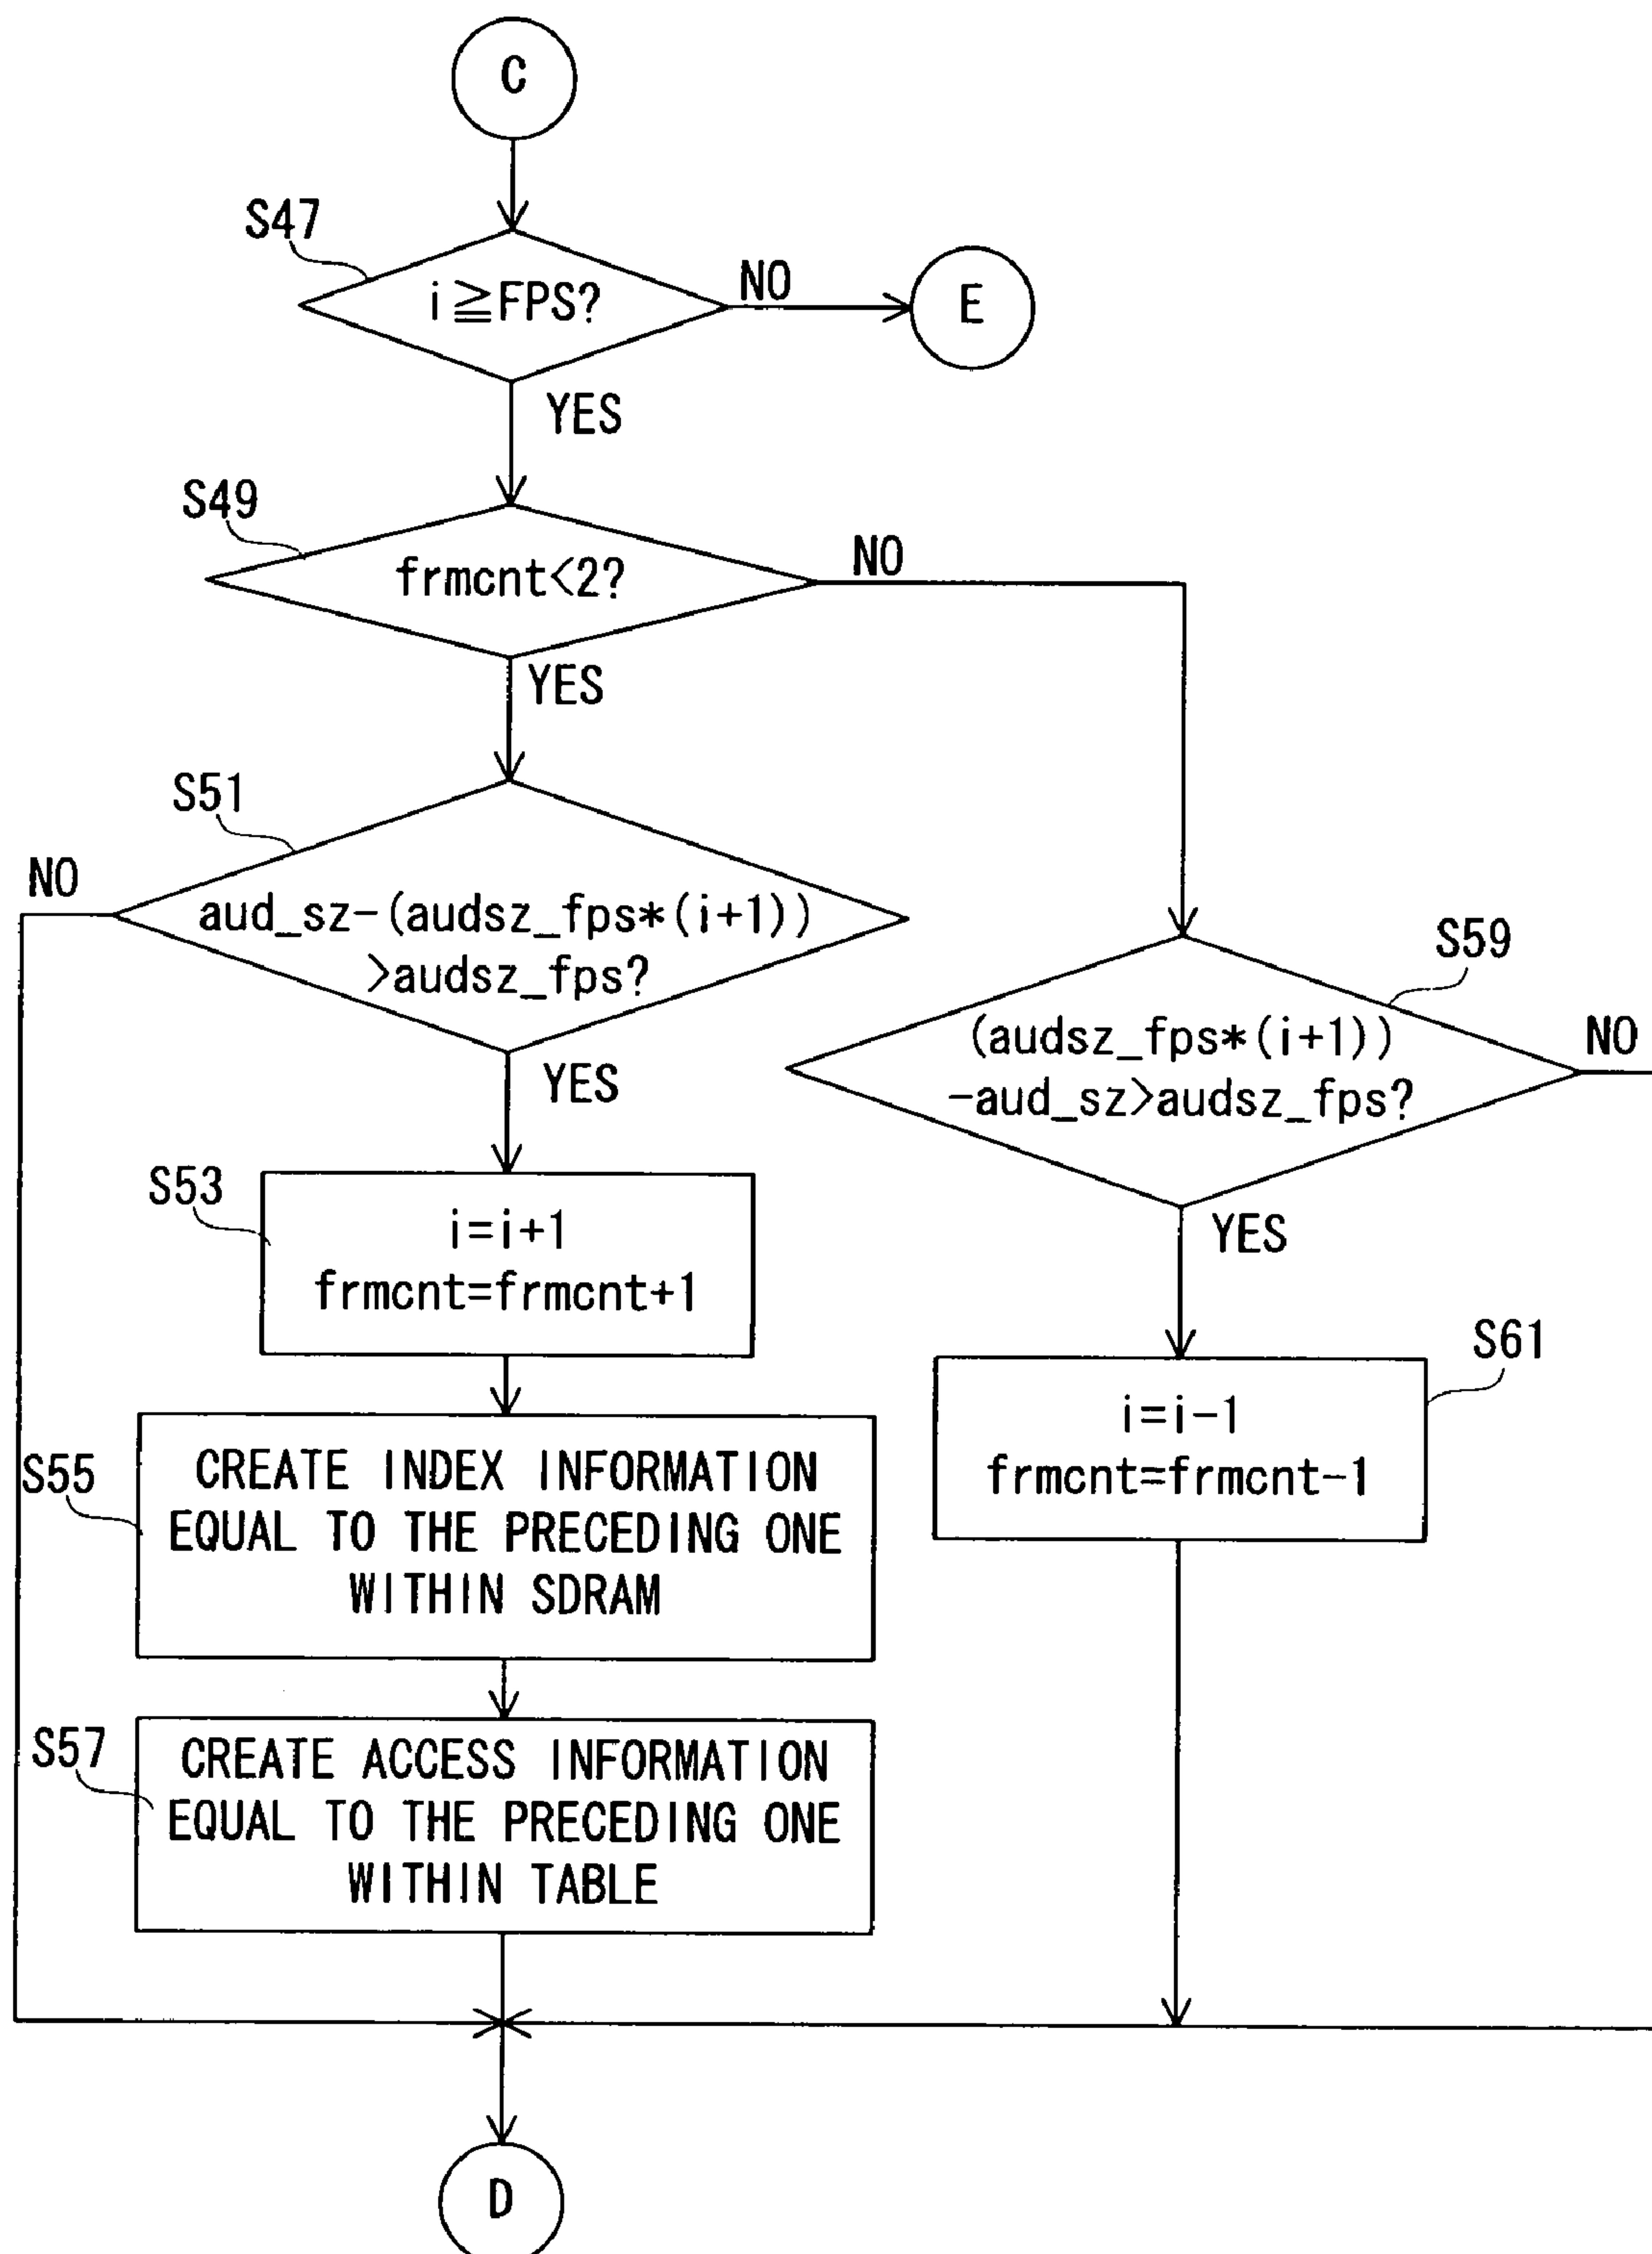 C
S47
i≧FPS?
NO
E
YES
S49
frmcnt<2?
NO
YES
S51
NO
aud_sz-(audsz_fps*(i+1))
>audsz_fps?
YES
S59
(audsz_fps*(i+1))
-aud_sz>audsz_fps?
NO
YES
S53
i=i+1
frmcnt=frmcnt+1
S61
i=i-1
frmcnt=frmcnt-1
S55
CREATE INDEX INFORMATION
EQUAL TO THE PRECEDING ONE
WITHIN SDRAM
S57
CREATE ACCESS INFORMATION
EQUAL TO THE PRECEDING ONE
WITHIN TABLE
D